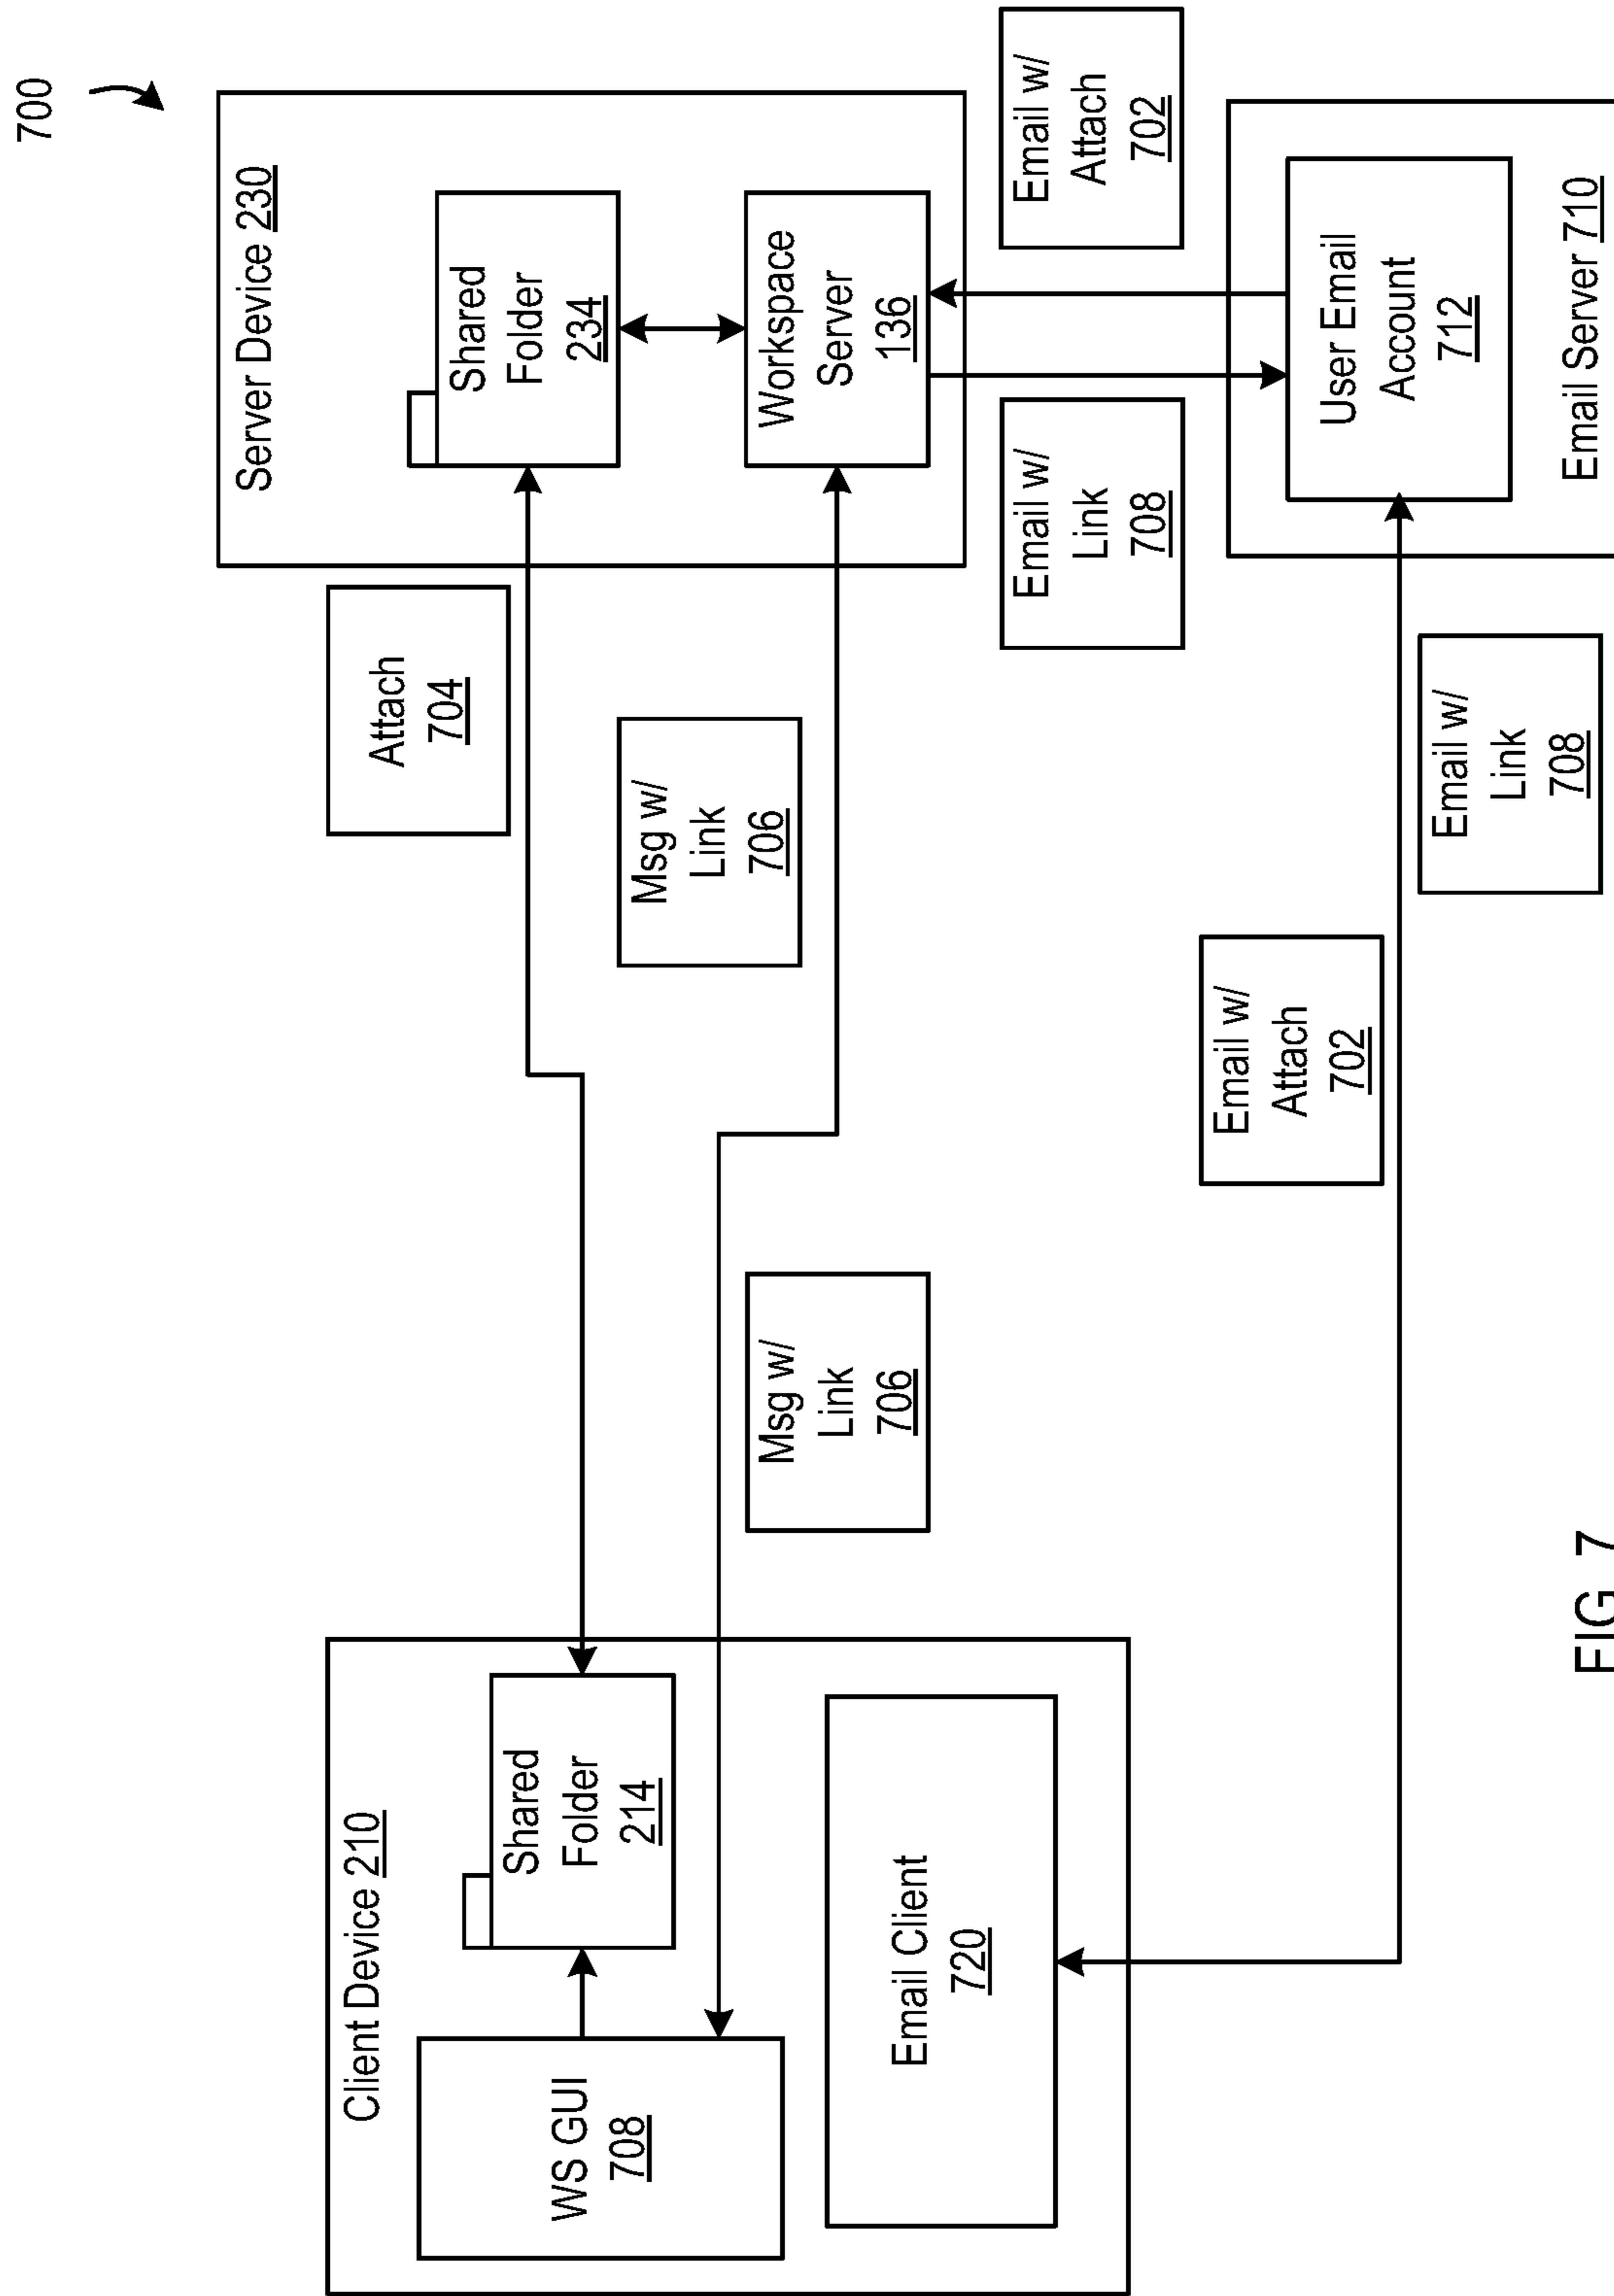 700
Client Device 210
WS GUI
708
Shared
Folder
214
Email Client
720
Attach
704
Msg w/
Link
706
Msg w/
Link
706
Server Device 230
Shared
Folder
234
Workspace
Server
136
Email w/
Link
708
Email w/
Attach
702
Email w/
Attach
702
Email w/
Link
708
User Email
Account
712
Email Server 710
FIG. 7